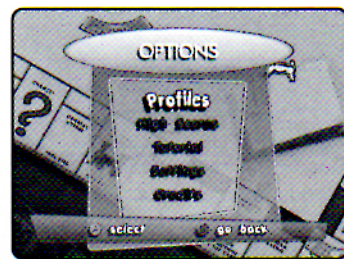 OPTIONS
Profiles
High Scores
Tutorial
Settings
Credits
select
go back